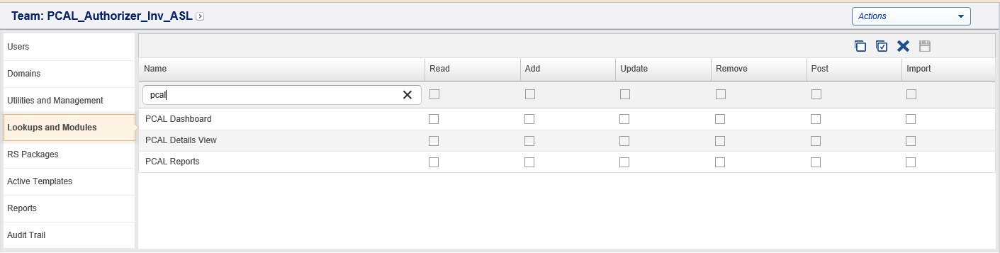 Team: PCAL_Authorizer_Inv_ASL
Actions
Users
Domains
Utilities and Management
Lookups and Modules
RS Packages
Active Templates
Reports
Audit Trail
Name Read Add Update Remove Post Import
pcal
PCAL Dashboard
PCAL Details View
PCAL Reports